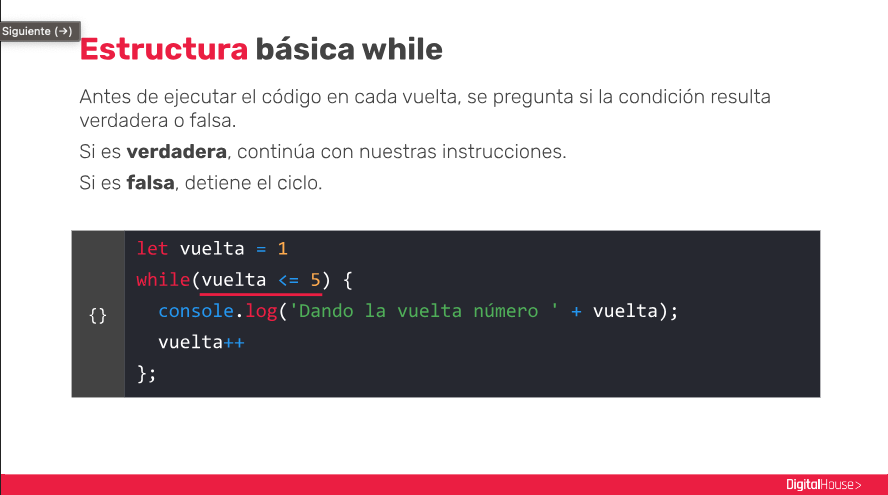 Siguiente (→)
Estructura básica while
Antes de ejecutar el código en cada vuelta, se pregunta si la condición resulta
verdadera o falsa.
Si es verdadera, continúa con nuestras instrucciones.
Si es falsa, detiene el ciclo.
let vuelta = 1
while(vuelta <= 5) {
{}
console.log('Dando la vuelta número ' + vuelta);
vuelta++
};
DigitalHouse>